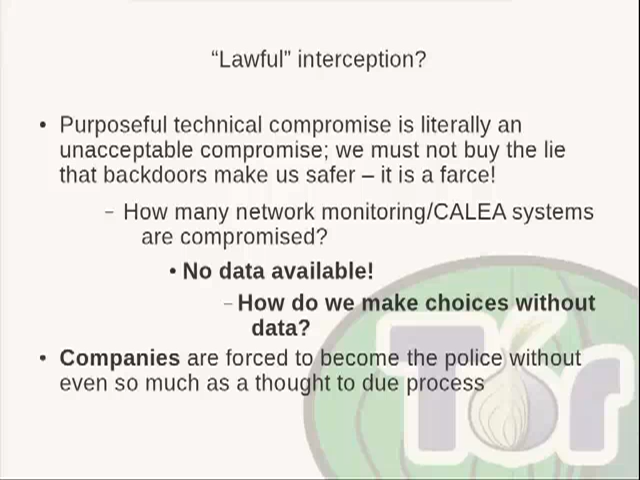 “Lawful” interception?
• Purposeful technical compromise is literally an
unacceptable compromise; we must not buy the lie
that backdoors make us safer – it is a farce!
– How many network monitoring/CALEA systems
are compromised?
• No data available!
– How do we make choices without
data?
• Companies are forced to become the police without
even so much as a thought to due process
Tor